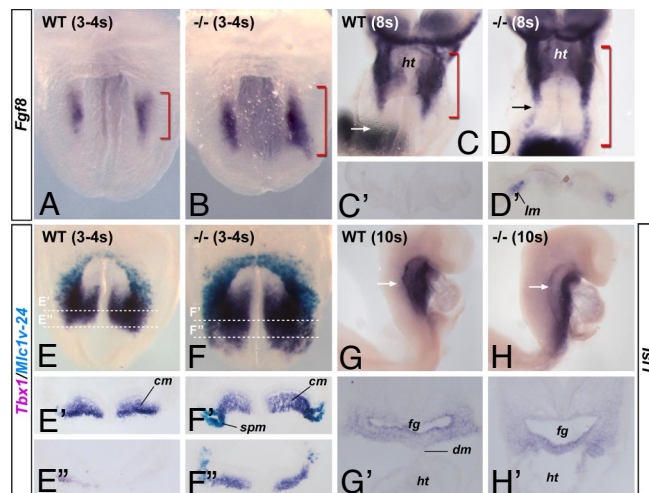 WT (3-4s) -/- (3-4s) WT (8s) -/- (8s)
Fgf8
ht ht
A B C D
C' D'
lm
Tbx1/Mlc1v-24
WT (3-4s) -/- (3-4s) WT (10s) -/- (10s)
E' F'
E" F"
E F G H
cm cm
fg fg
E' F'
spm
dm
E" F" G' H'
ht ht
Isl1